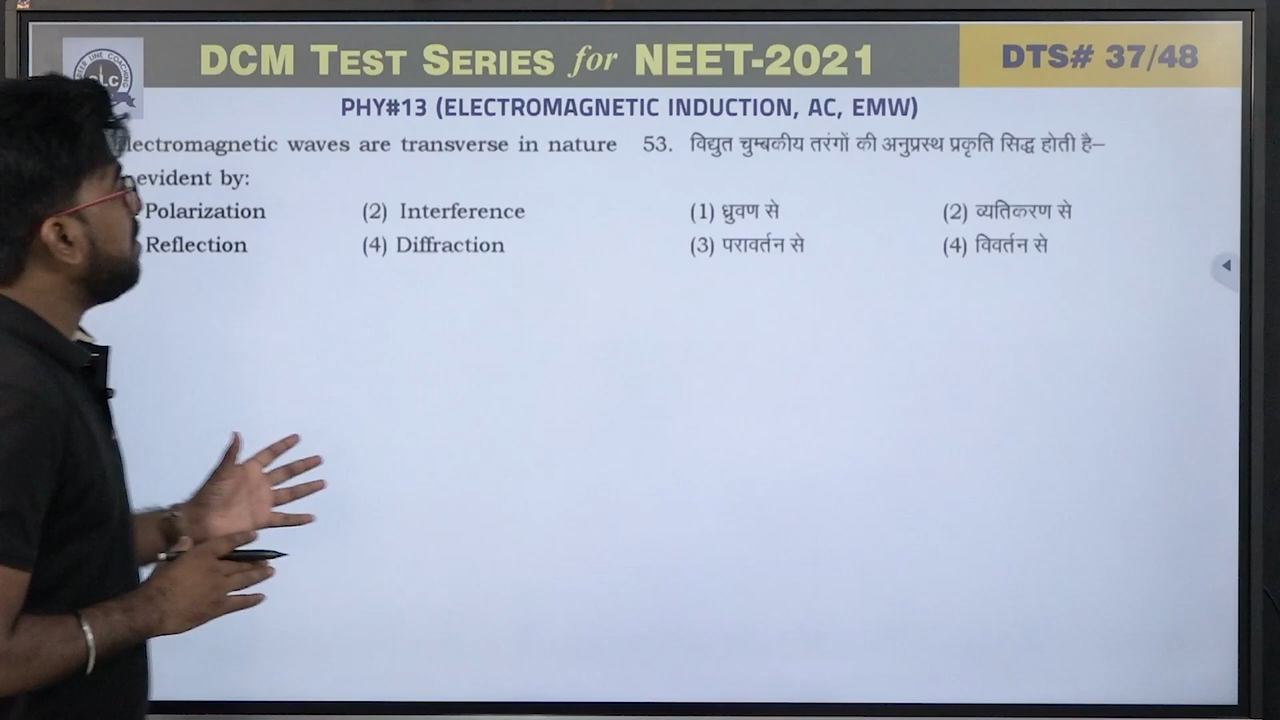 DCM TEST SERIES for NEET-2021
DTS# 37/48
PHY#13 (ELECTROMAGNETIC INDUCTION, AC, EMW)
waves are transverse in nature
evident by:
Polarization (2) Interference
Reflection (4) Diffraction
53. विद्युत चुम्बकीय तरंगों की अनुप्रस्थ प्रकृति सिद्ध होती है–
(1) ध्रुवण से (2) व्यतिकरण से
(3) परावर्तन से (4) विवर्तन से